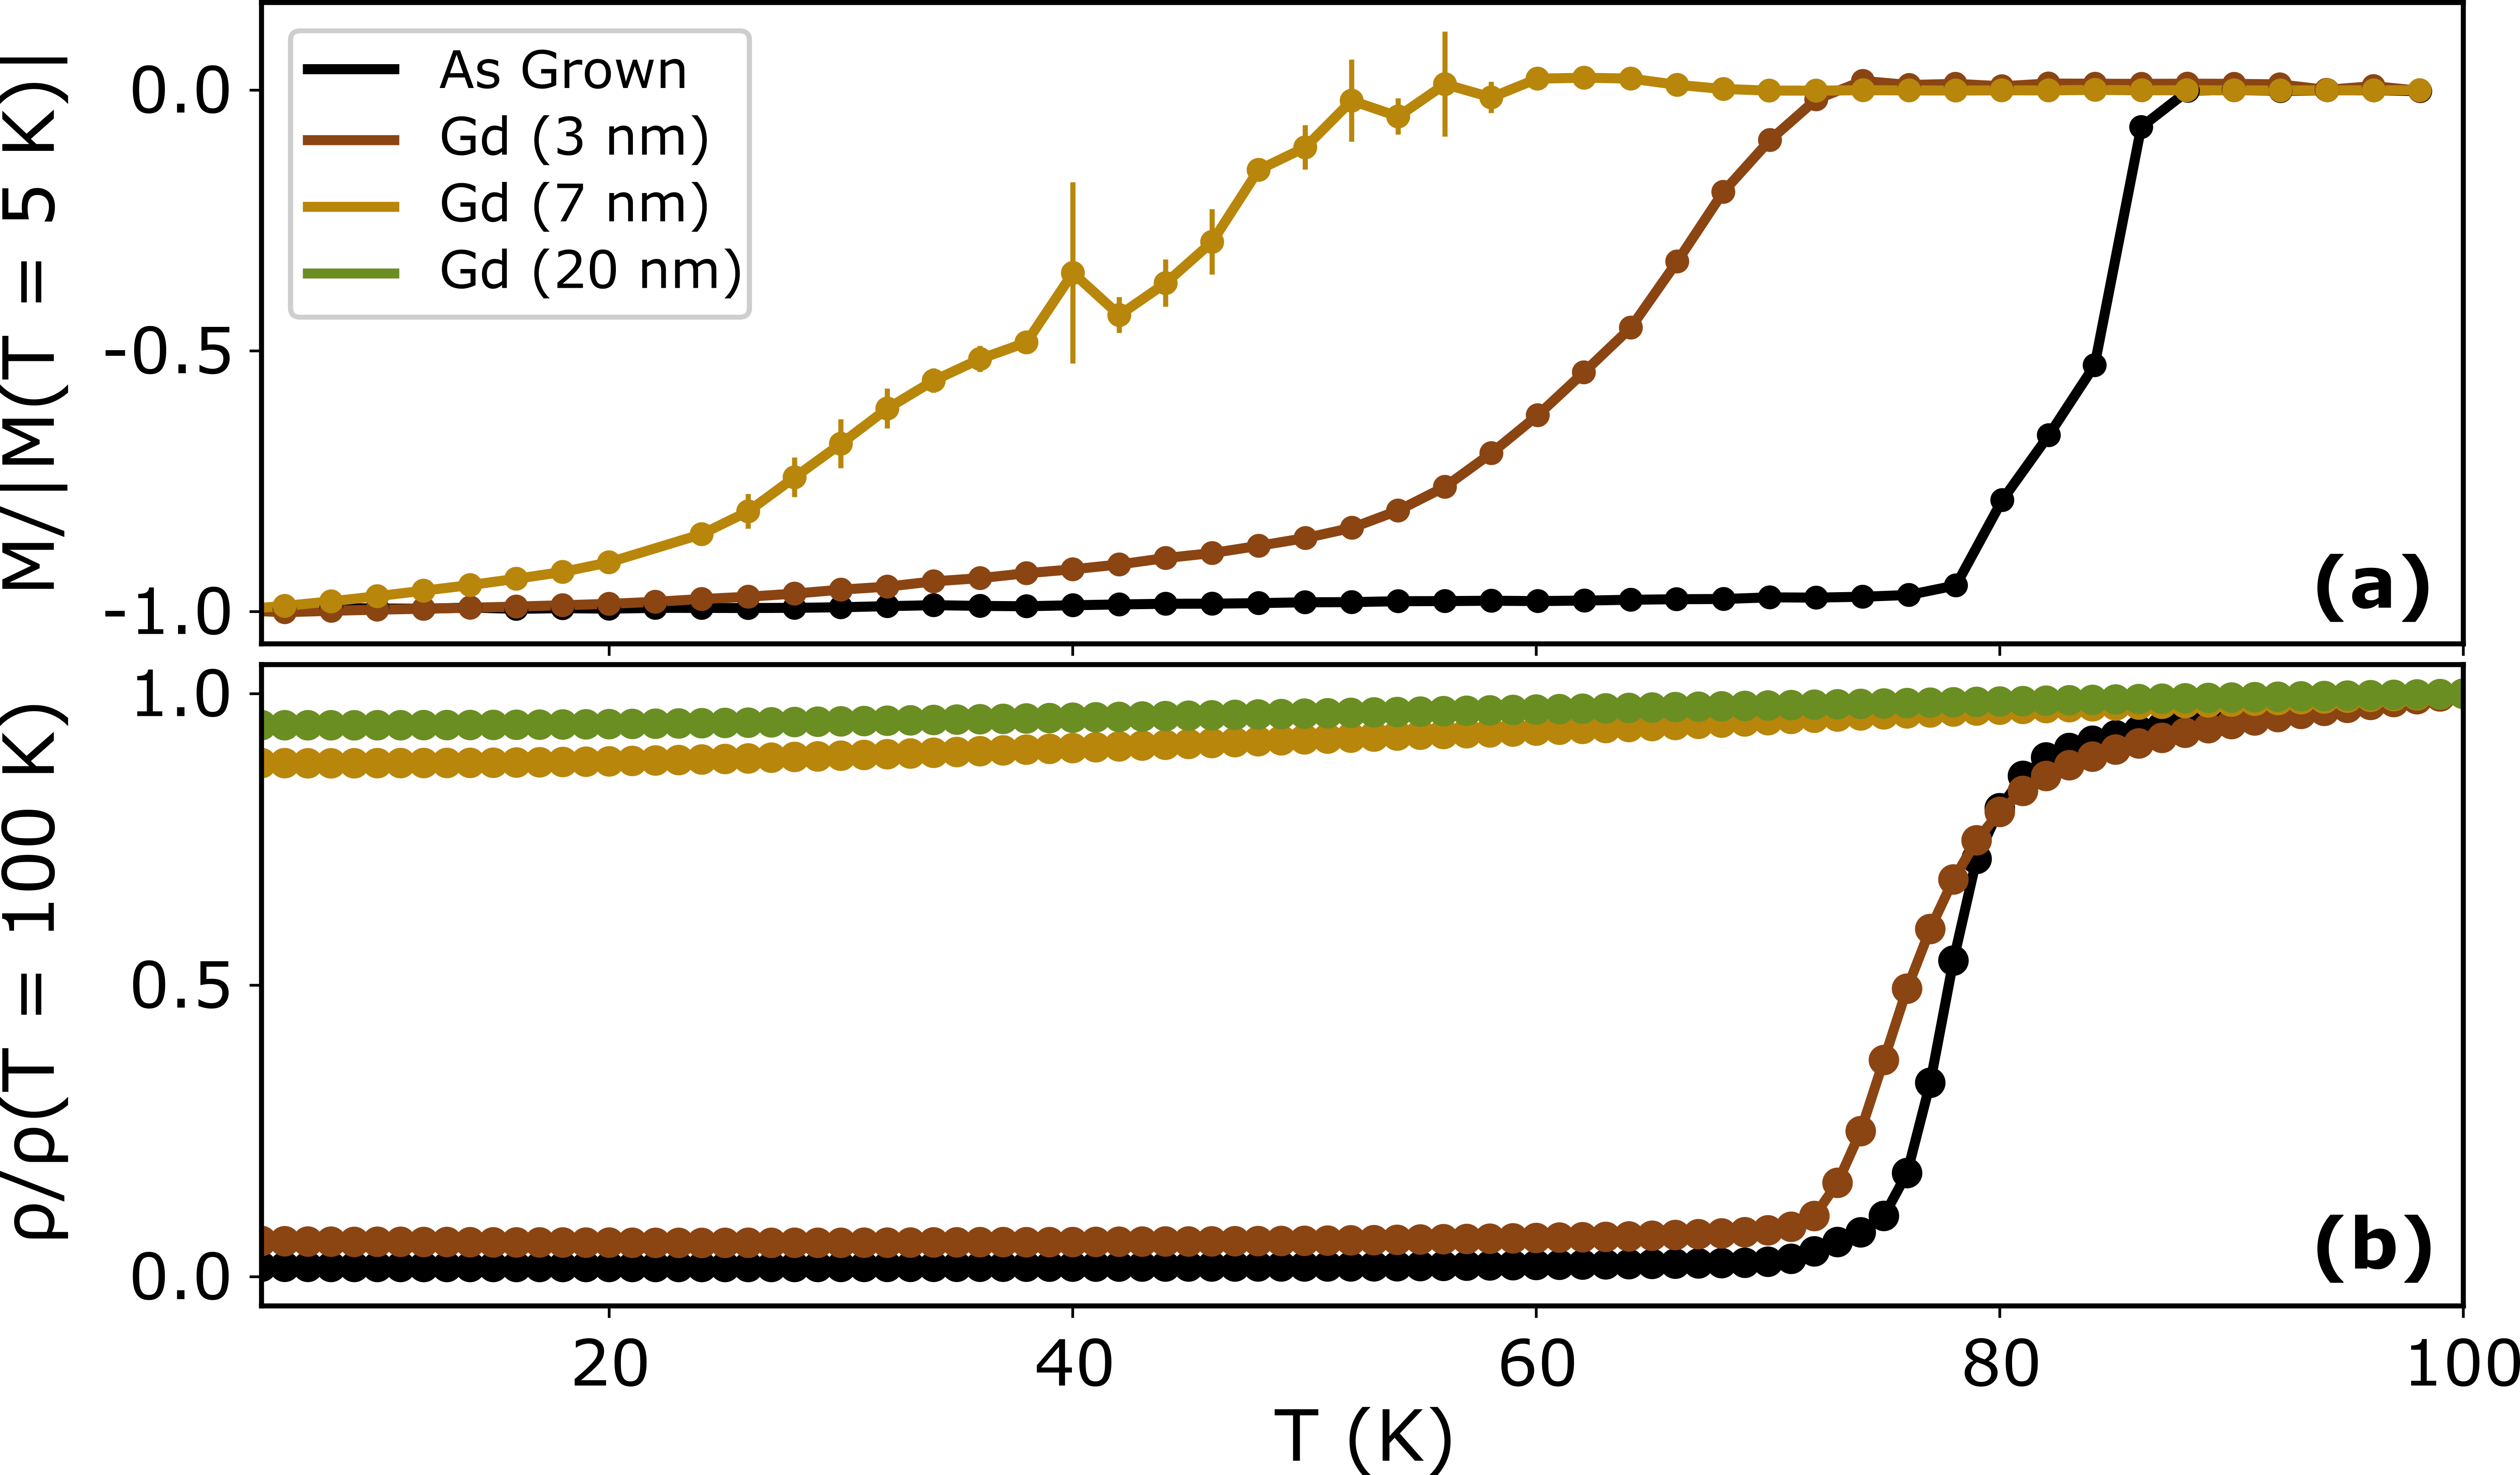 M/|M(T = 5 K)|
0.0
-0.5
-1.0
As Grown
Gd (3 nm)
Gd (7 nm)
Gd (20 nm)
(a)
ρ/ρ(T = 100 K)
1.0
0.5
0.0
(b)
20 40 60 80 100
T (K)